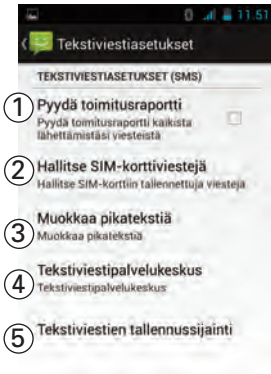 11.51
Tekstiviestiasetukset
TEKSTIVIESTIASETUKSET (SMS)
1 Pyydä toimitusraportti
Pyydä toimitusraportti kaikista
lähettämistäsi viesteistä
2 Hallitse SIM-korttiviestejä
Hallitse SIM-korttiin tallennettuja viestejä
3 Muokkaa pikatekstiä
Muokkaa pikatekstiä
4 Tekstiviestipalvelukeskus
Tekstiviestipalvelukeskus
5 Tekstiviestien tallennussijainti